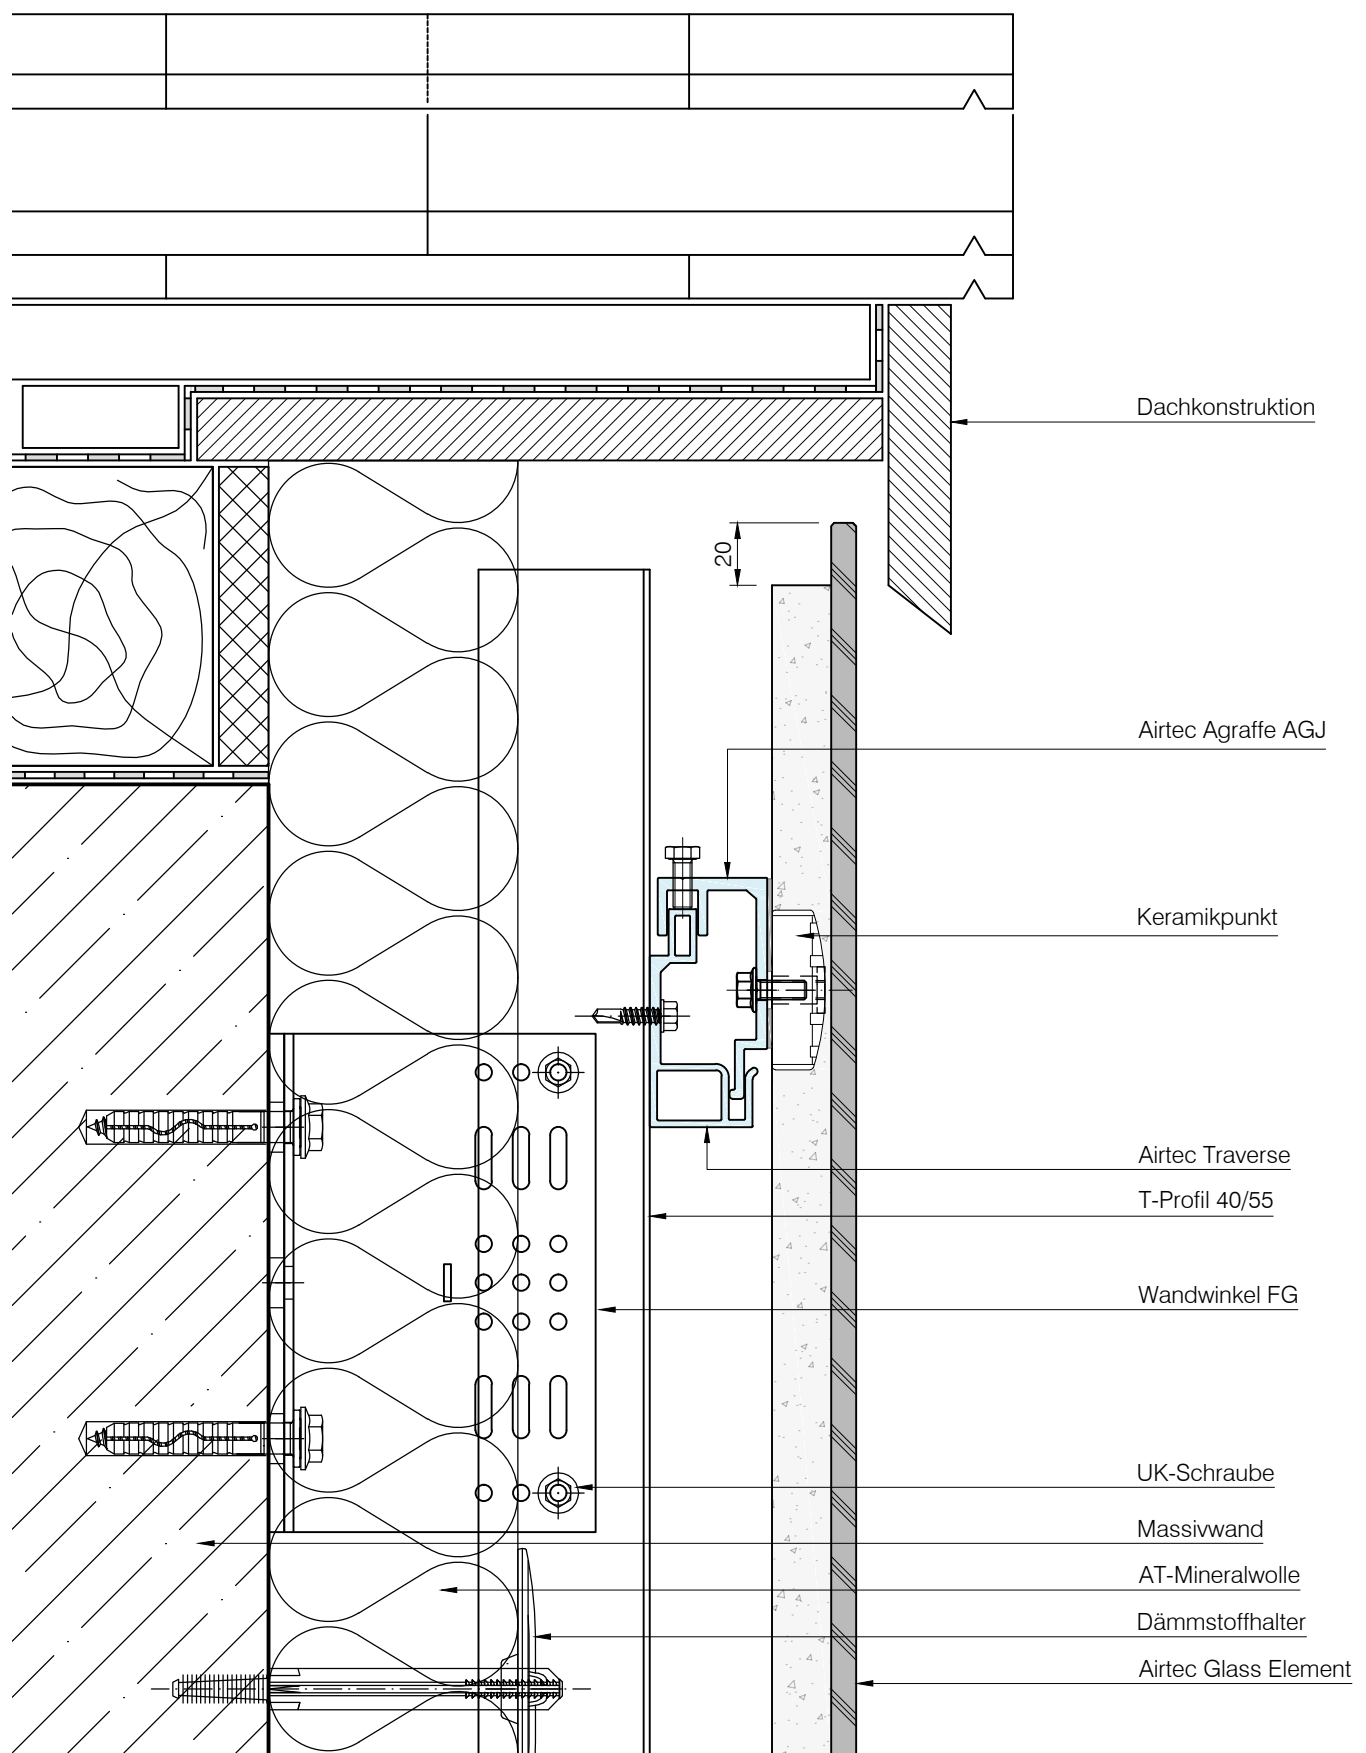 Dachkonstruktion
20
Airtec Agraffe AGJ
Keramikpunkt
Airtec Traverse
T-Profil 40/55
Wandwinkel FG
UK-Schraube
Massivwand
AT-Mineralwolle
Dämmstoffhalter
Airtec Glass Element